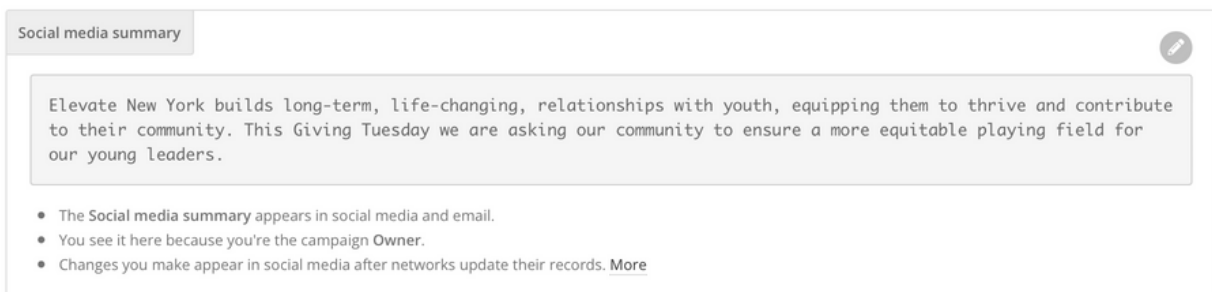 Social media summary
Elevate New York builds long-term, life-changing, relationships with youth, equipping them to thrive and contribute
to their community. This Giving Tuesday we are asking our community to ensure a more equitable playing field for
our young leaders.
The Social media summary appears in social media and email.
You see it here because you're the campaign Owner.
Changes you make appear in social media after networks update their records. More